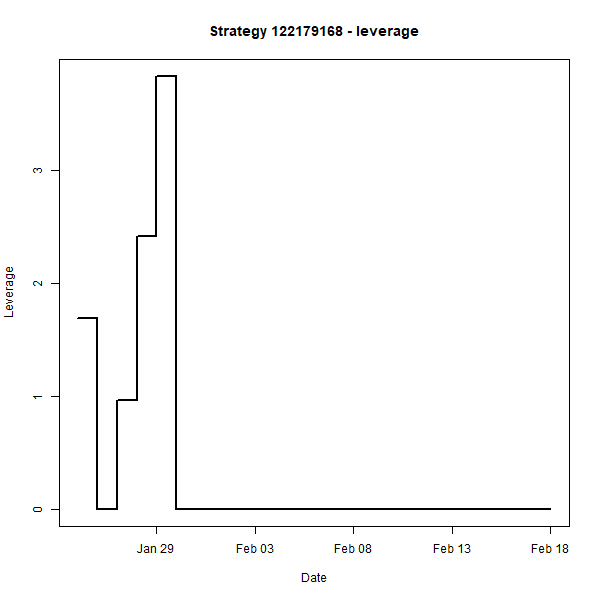 Strategy 122179168 - leverage
Leverage
3
2
1
0
Jan 29
Feb 03
Feb 08
Feb 13
Feb 18
Date